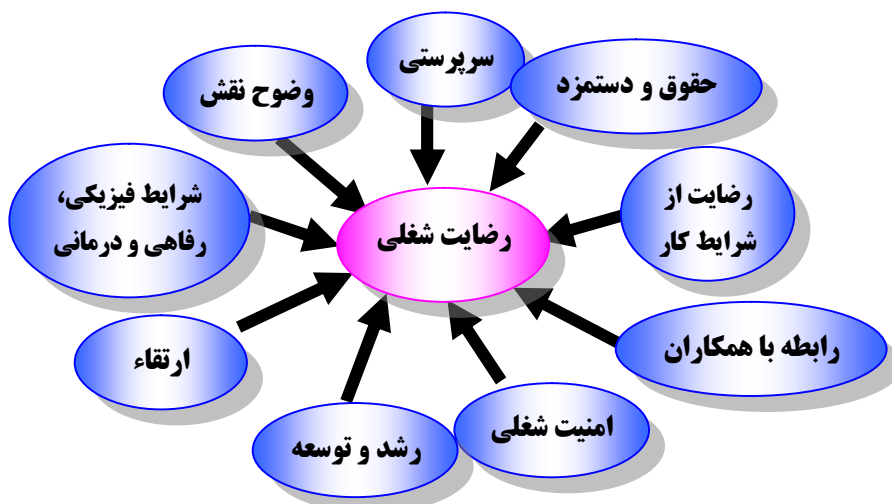 سرپرستی
حقوق و دستمزد
وضوح نقش
رضایت از
شرایط کار
شرایط فیزیکی،
رفاهی و درمانی
رضایت شغلی
رابطه با همکاران
ارتقاء
امنیت شغلی
رشد و توسعه